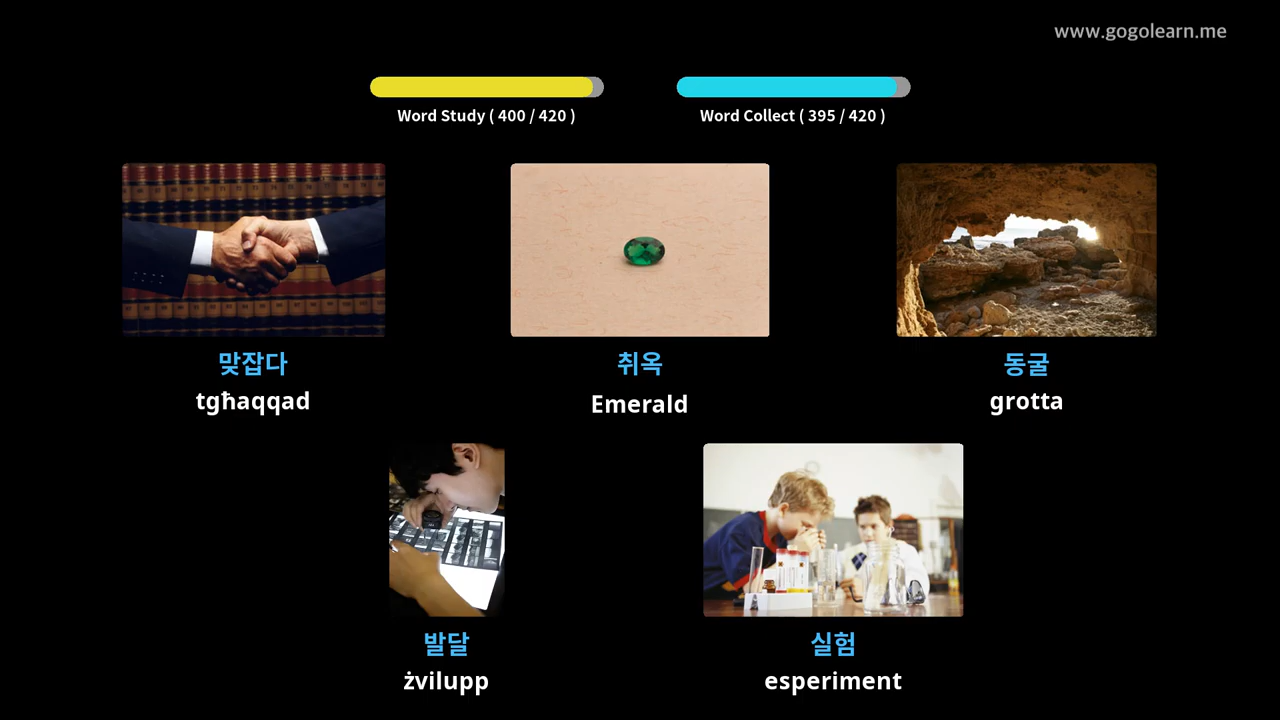 www.gogolearn.me
Word Study ( 400 / 420 )
Word Collect ( 395 / 420 )
맞잡다
취옥
동굴
tgħaqqad
Emerald
grotta
발달
실험
żvilupp
esperiment